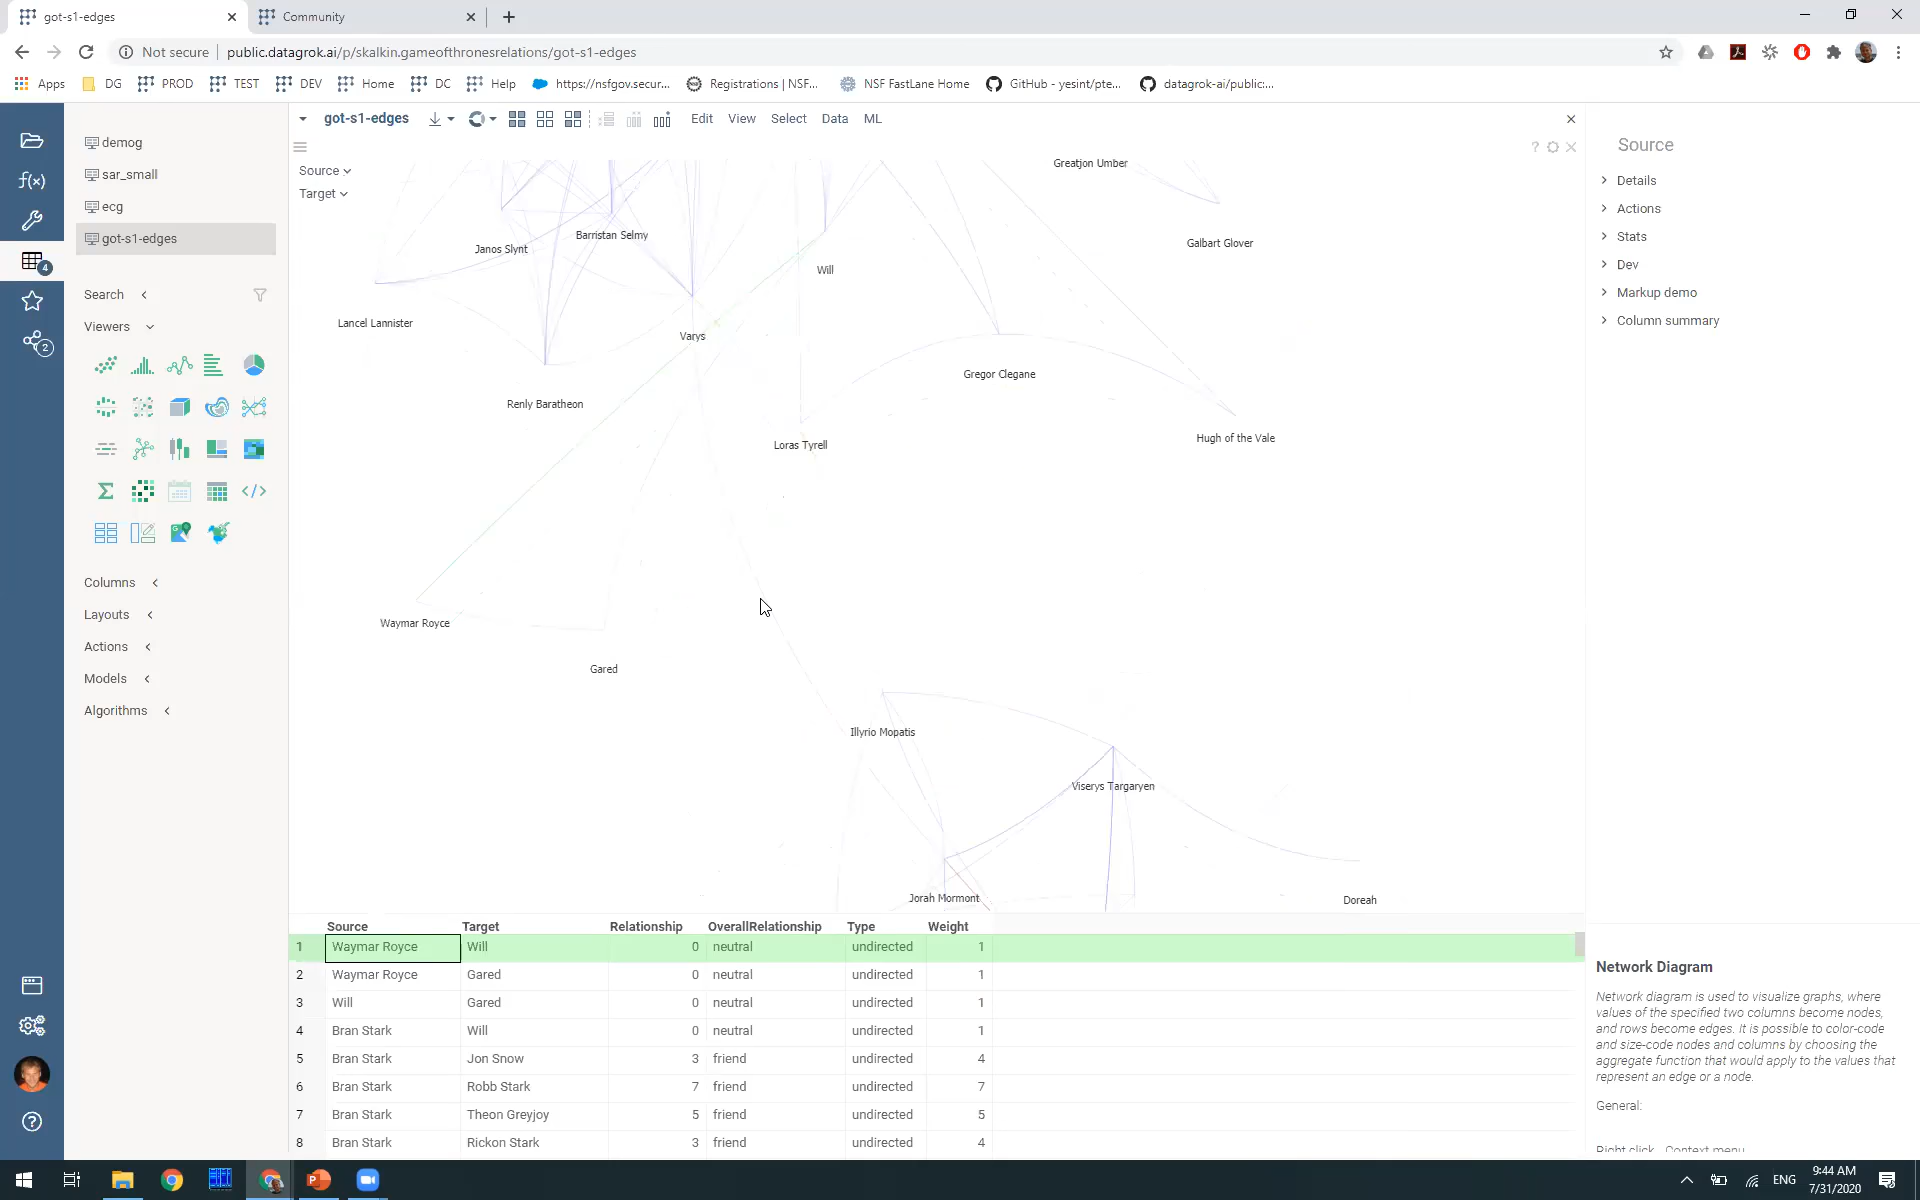 got-s1-edges
Community
Not secure
public.datagrok.ai/p/skalkin.gameofthronesrelations/got-s1-edges
Apps DG PROD TEST DEV Home DC Help https://nsfgov.secur... Registrations | NSF... NSF FastLane Home GitHub - yesint/pte... datagrok-ai/public:...
got-s1-edges Edit View Select Data ML
demog
sar_small
ecg
got-s1-edges
4
2
Search
Viewers
Columns
Layouts
Actions
Models
Algorithms
Source
Target
Greatjon Umber
Janos Slynt
Barristan Selmy
Galbart Glover
Will
Lancel Lannister
Varys
Gregor Clegane
Renly Baratheon
Hugh of the Vale
Loras Tyrell
Waymar Royce
Gared
Illyrio Mopatis
Viserys Targaryen
Jorah Mormont
Doreah
Source Target Relationship OverallRelationship Type Weight
1 Waymar Royce Will 0 neutral undirected 1
2 Waymar Royce Gared 0 neutral undirected 1
3 Will Gared 0 neutral undirected 1
4 Bran Stark Will 0 neutral undirected 1
5 Bran Stark Jon Snow 3 friend undirected 4
6 Bran Stark Robb Stark 7 friend undirected 7
7 Bran Stark Theon Greyjoy 5 friend undirected 5
8 Bran Stark Rickon Stark 3 friend undirected 4
Source
Details
Actions
Stats
Dev
Markup demo
Column summary
Network Diagram
Network diagram is used to visualize graphs, where
values of the specified two columns become nodes,
and rows become edges. It is possible to color-code
and size-code nodes and columns by choosing the
aggregate function that would apply to the values that
represent an edge or a node.
General:
Right click Context menu
ENG
9:44 AM
7/31/2020